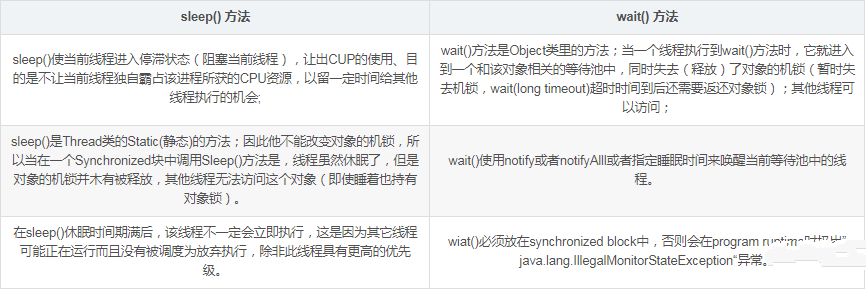 sleep() 方法
wait() 方法
sleep()使当前线程进入停滞状态（阻塞当前线程），让出CUP的使用、目
的是不让当前线程独自霸占该进程所获的CPU资源，以留一定时间给其他
线程执行的机会;
wait()方法是Object类里的方法；当一个线程执行到wait()方法时，它就进入
到一个和该对象相关的等待池中，同时失去（释放）了对象的机锁（暂时失
去机锁，wait(long timeout)超时时间到后还需要返还对象锁）；其他线程可
以访问；
sleep()是Thread类的Static(静态)的方法；因此他不能改变对象的机锁，所
以当在一个Synchronized块中调用Sleep()方法是，线程虽然休眠了，但是
对象的机锁并木有被释放，其他线程无法访问这个对象（即使睡着也持有
对象锁）。
wait()使用notify或者notifyAlll或者指定睡眠时间来唤醒当前等待池中的线
程。
在sleep()休眠时间期满后，该线程不一定会立即执行，这是因为其它线程
可能正在运行而且没有被调度为放弃执行，除非此线程具有更高的优先
级。
wiat()必须放在synchronized block中，否则会在program runtime时扔出”
java.lang.IllegalMonitorStateException“异常。